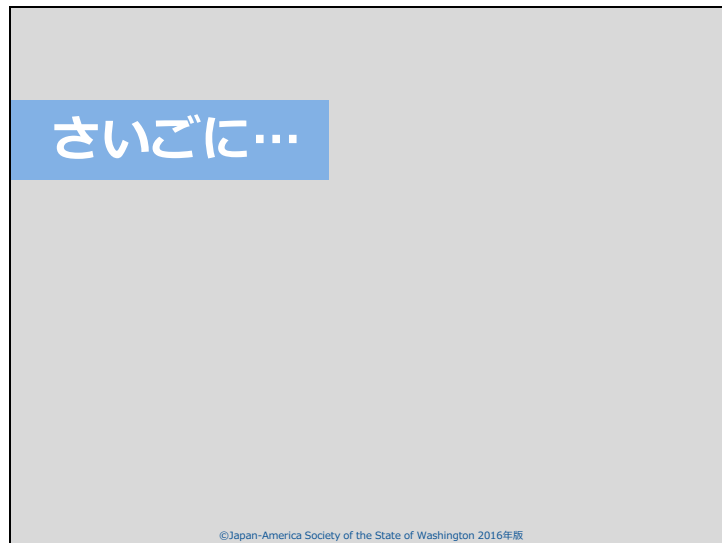 さいごに…
©Japan-America Society of the State of Washington 2016年版